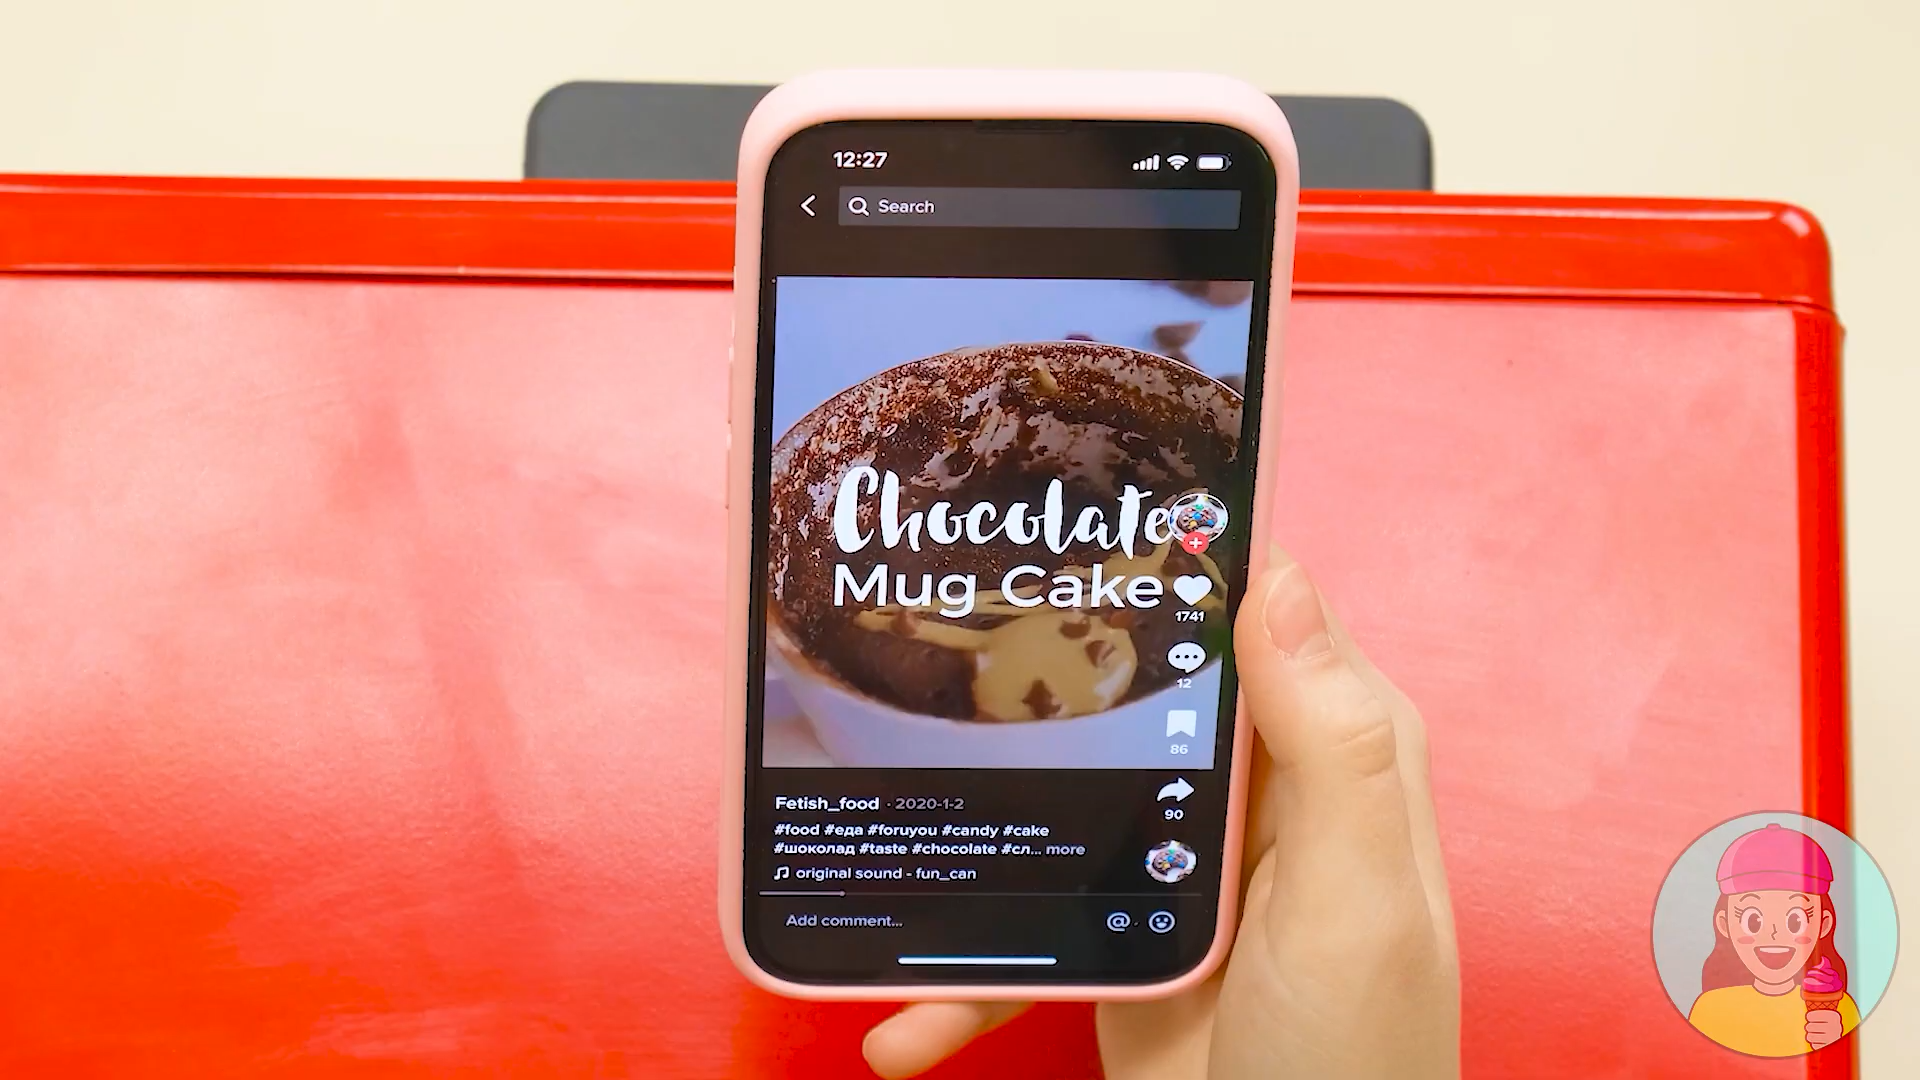 12:27
Search
Chocolate
Mug Cake
1741
12
86
90
Fetish_food · 2020-1-2
#food #еда #foruyou #candy #cake
#шоколад #taste #chocolate #сл... more
original sound - fun_can
Add comment...
@